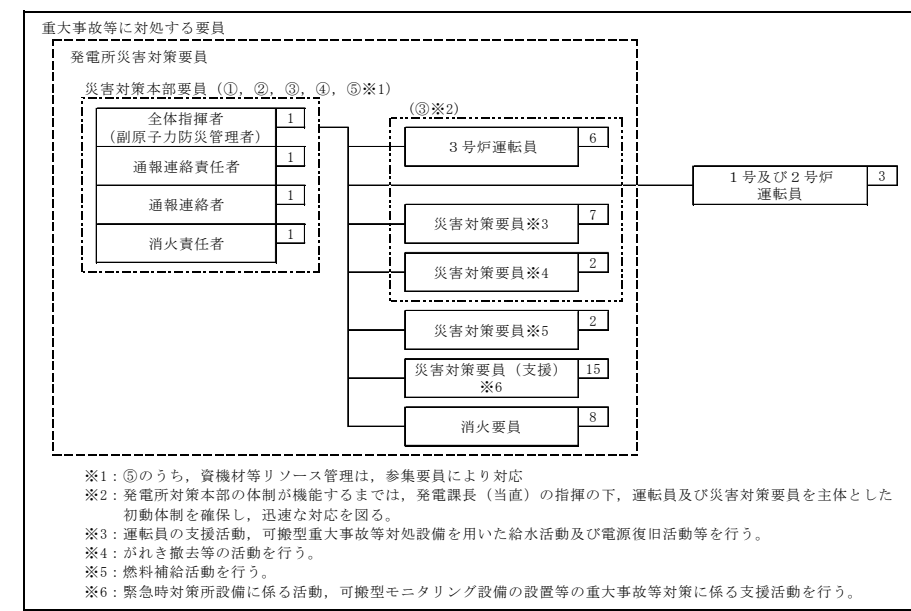 重大事故等に対処する要員
発電所災害対策要員
災害対策本部要員(①,②,③,④,⑤※1)
全体指揮者
(副原子力防災管理者)
1
通報連絡責任者
1
通報連絡者
1
消火責任者
1
(③※2)
3号炉運転員
6
災害対策要員※3
7
災害対策要員※4
2
災害対策要員※5
2
災害対策要員(支援)
※6
15
消火要員
8
1号及び2号炉
運転員
3
※1:⑤のうち,資機材等リソース管理は,参集要員により対応
※2:発電所対策本部の体制が機能するまでは,発電課長(当直)の指揮の下,運転員及び災害対策要員を主体とした
初動体制を確保し,迅速な対応を図る。
※3:運転員の支援活動,可搬型重大事故等対処設備を用いた給水活動及び電源復旧活動等を行う。
※4:がれき撤去等の活動を行う。
※5:燃料補給活動を行う。
※6:緊急時対策所設備に係る活動,可搬型モニタリング設備の設置等の重大事故等対策に係る支援活動を行う。